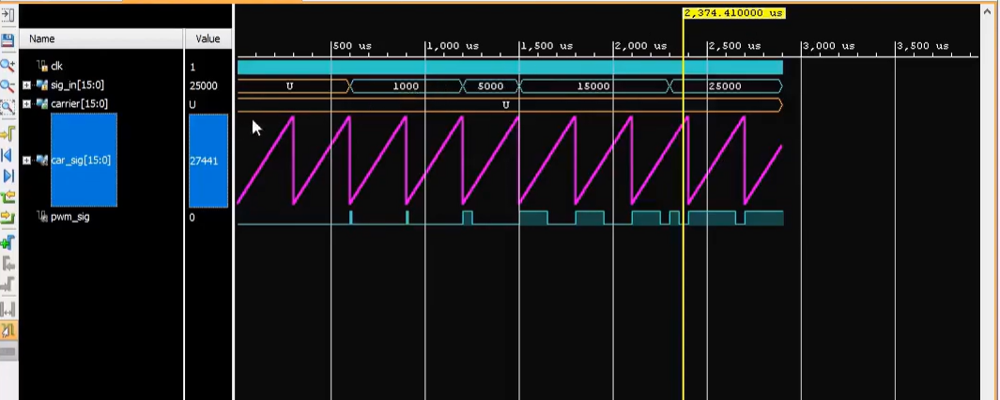 2,374.410000 us
Name Value
500 us 1,000 us 1,500 us 2,000 us 2,500 us 3,000 us 3,500 us
clk 1
sig_in[15:0] 25000 U 1000 5000 15000 25000
carrier[15:0] U U
car_sig[15:0] 27441
pwm_sig 0